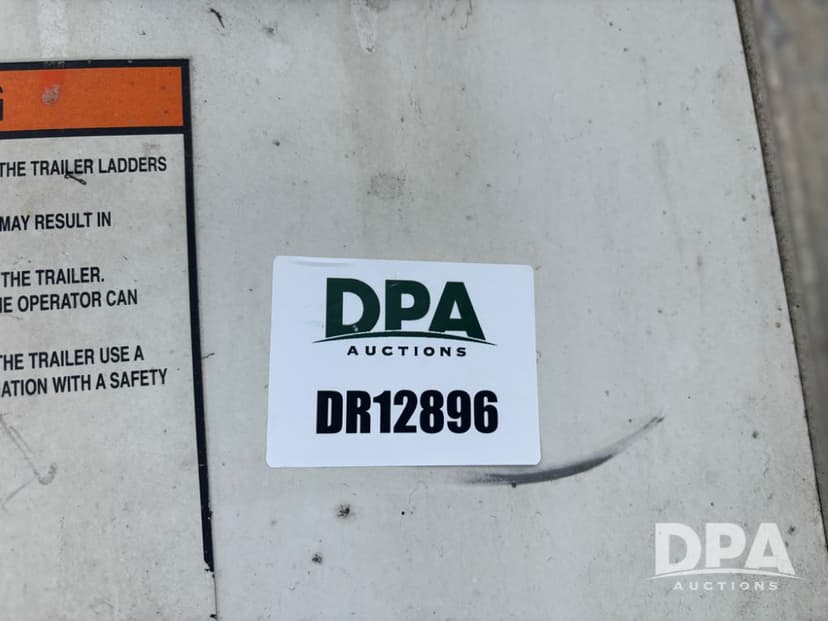 G
THE TRAILER LADDERS
MAY RESULT IN
THE TRAILER.
OPERATOR CAN
THE TRAILER USE A
WITH A SAFETY
DPA
AUCTIONS
DR12896
DPA
AUCTIONS